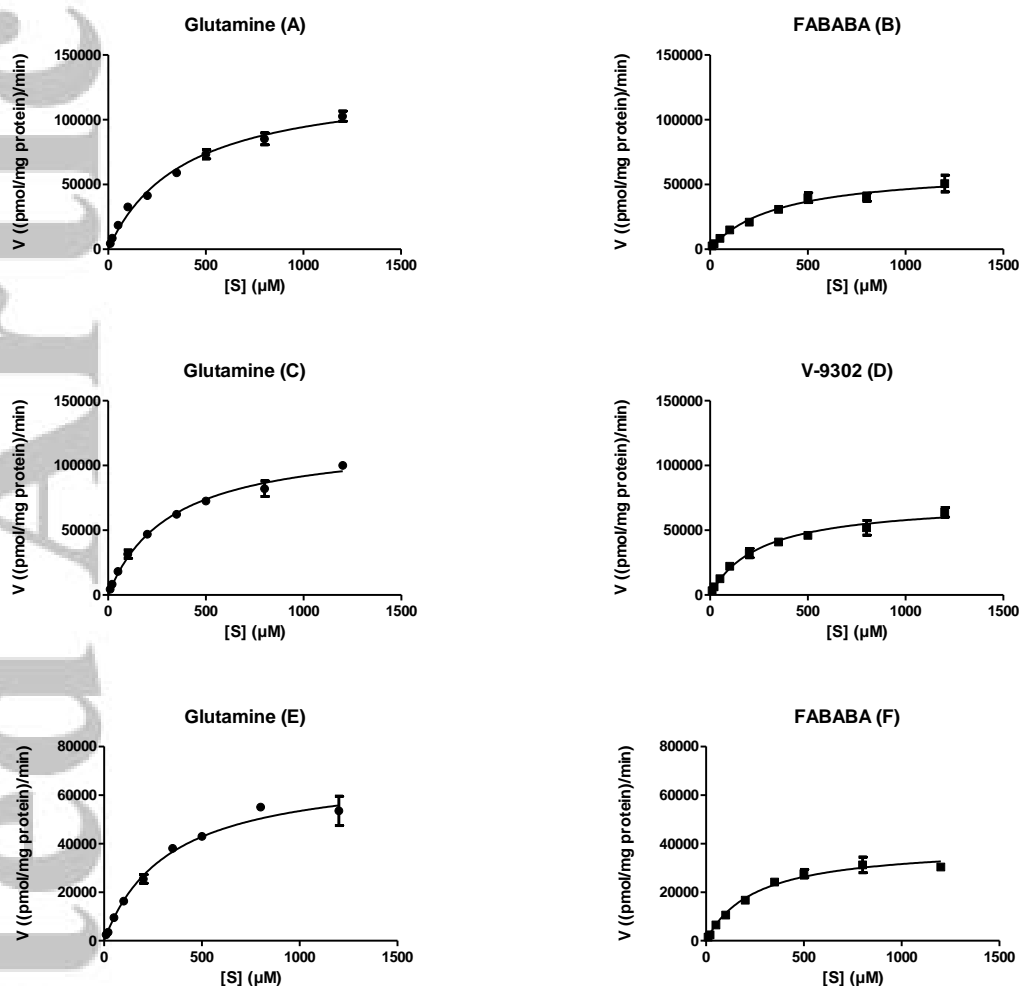 Glutamine (A)
V ((pmol/mg protein)/min)
150000
100000
50000
0
0 500 1000 1500
[S] (µM)
FABABA (B)
V ((pmol/mg protein)/min)
150000
100000
50000
0
0 500 1000 1500
[S] (µM)
Glutamine (C)
V ((pmol/mg protein)/min)
150000
100000
50000
0
0 500 1000 1500
[S] (µM)
V-9302 (D)
V ((pmol/mg protein)/min)
150000
100000
50000
0
0 500 1000 1500
[S] (µM)
Glutamine (E)
V ((pmol/mg protein)/min)
80000
60000
40000
20000
0
0 500 1000 1500
[S] (µM)
FABABA (F)
V ((pmol/mg protein)/min)
80000
60000
40000
20000
0
0 500 1000 1500
[S] (µM)